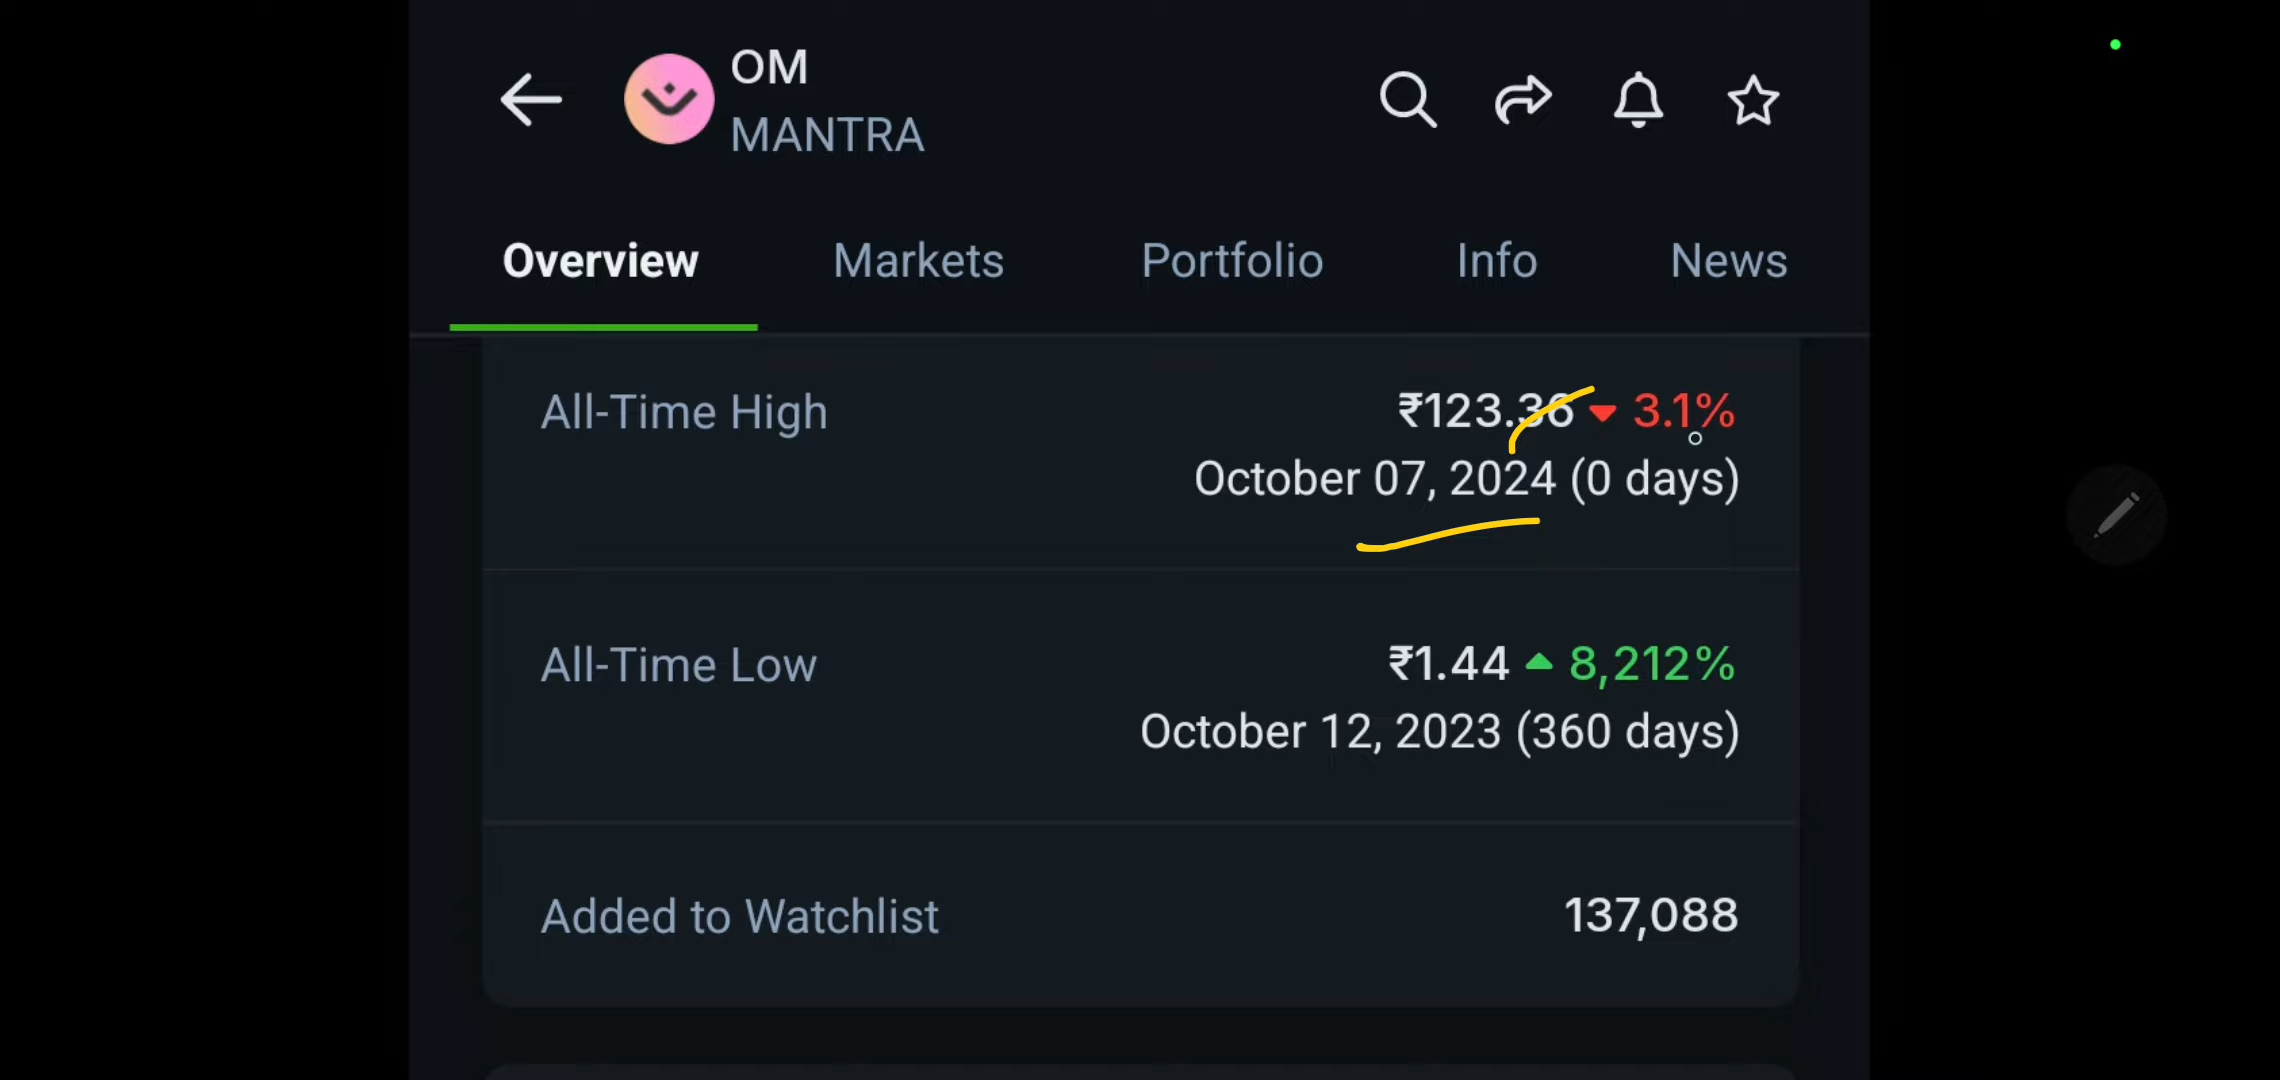 OM
MANTRA
Overview Markets Portfolio Info News
All-Time High ₹123.36 3.1%
October 07, 2024 (0 days)
All-Time Low ₹1.44 8,212%
October 12, 2023 (360 days)
Added to Watchlist 137,088